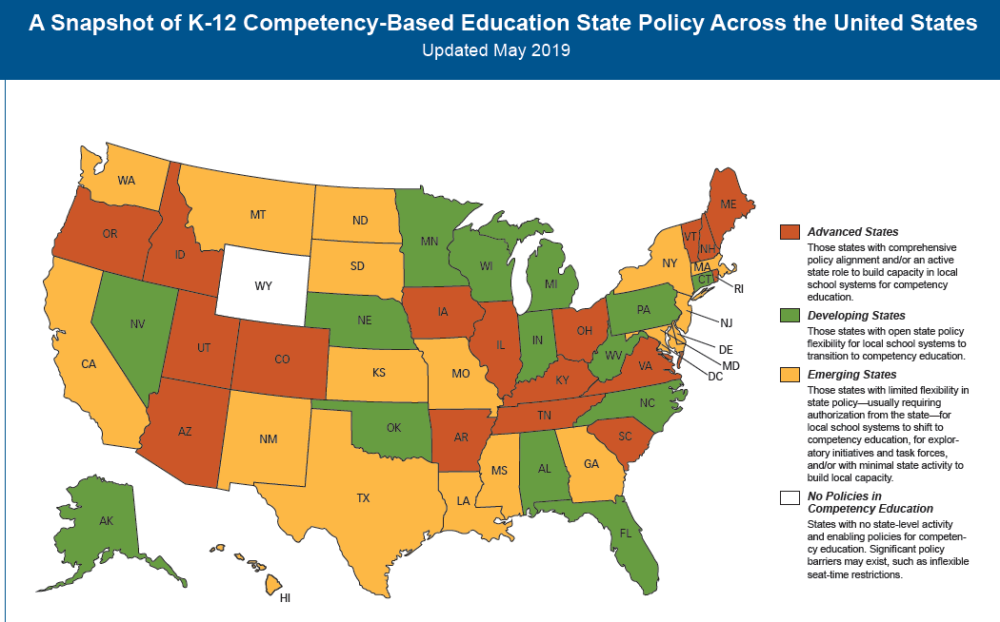 A Snapshot of K-12 Competency-Based Education State Policy Across the United States
Updated May 2019
WA
OR
ID
MT
ND
SD
WY
NV
UT
CO
CA
AZ
NM
NE
KS
OK
TX
MN
WI
MI
IA
IL
IN
OH
MO
AR
LA
MS
AL
GA
FL
TN
KY
WV
VA
NC
SC
PA
NY
VT
NH
ME
MA
CT
RI
NJ
DE
MD
DC
AK
HI
Advanced States
Those states with comprehensive
policy alignment and/or an active
state role to build capacity in local
school systems for competency
education.
Developing States
Those states with open state policy
flexibility for local school systems to
transition to competency education.
Emerging States
Those states with limited flexibility in
state policy—usually requiring
authorization from the state—for
local school systems to shift to
competency education, for explor-
atory initiatives and task forces,
and/or with minimal state activity to
build local capacity.
No Policies in
Competency Education
States with no state-level activity
and enabling policies for competen-
cy education. Significant policy
barriers may exist, such as inflexible
seat-time restrictions.